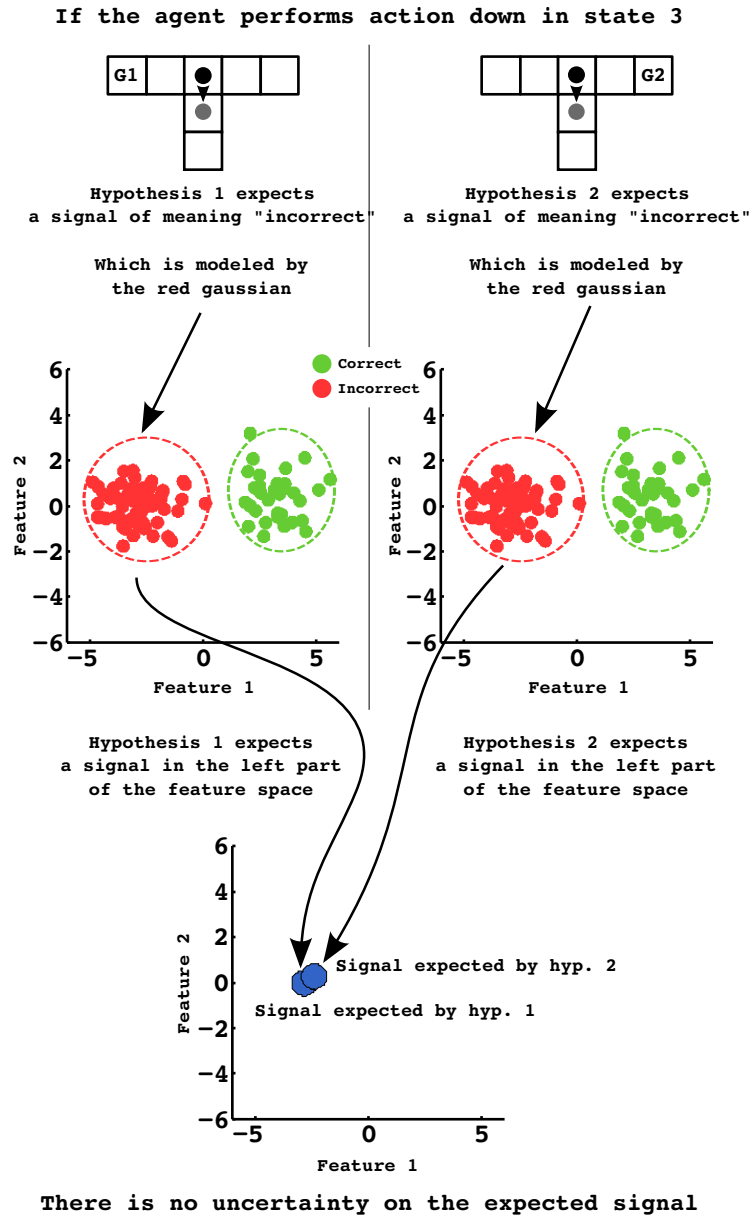 If the agent performs action down in state 3
G1
G2
Hypothesis 1 expects
a signal of meaning "incorrect"
Hypothesis 2 expects
a signal of meaning "incorrect"
Which is modeled by
the red gaussian
Which is modeled by
the red gaussian
Correct
Incorrect
6
4
2
0
−2
−4
−6
Feature 2
−5
0
5
Feature 1
6
4
2
0
−2
−4
−6
Feature 2
−5
0
5
Feature 1
Hypothesis 1 expects
a signal in the left part
of the feature space
Hypothesis 2 expects
a signal in the left part
of the feature space
6
4
2
0
−2
−4
−6
Feature 2
Signal expected by hyp. 2
Signal expected by hyp. 1
−5
0
5
Feature 1
There is no uncertainty on the expected signal